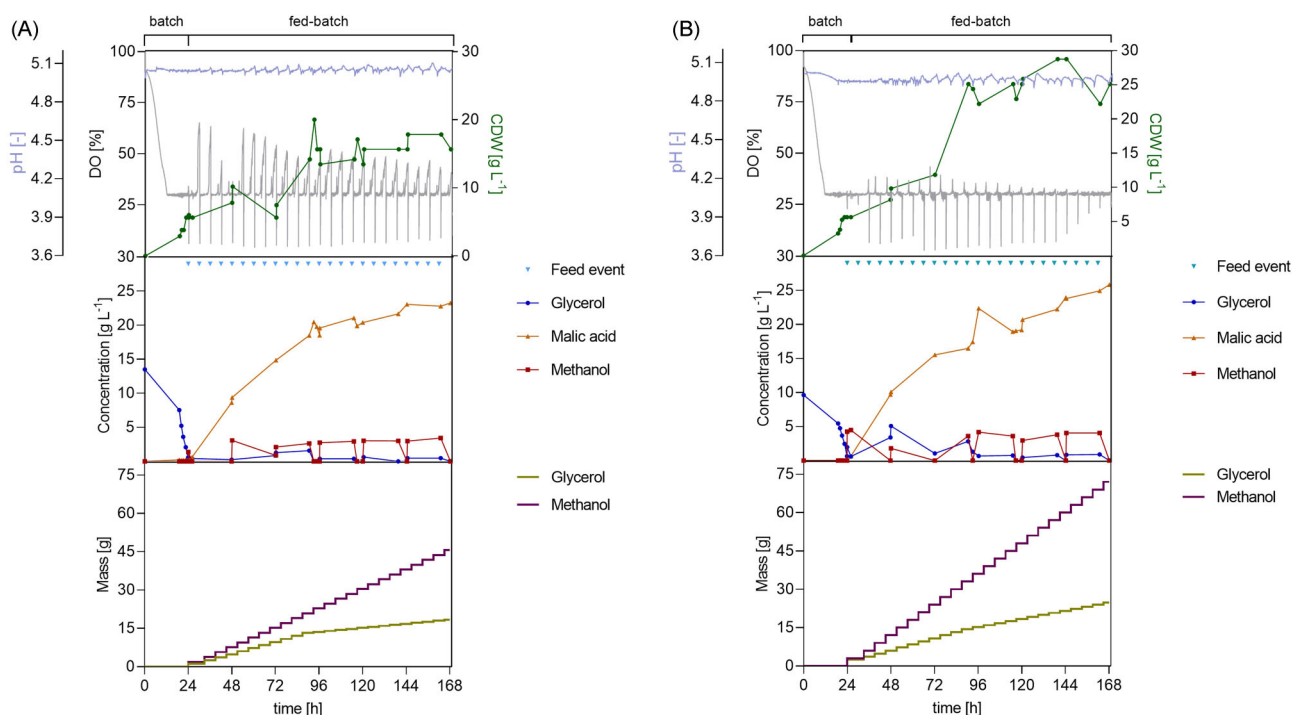 (A)
batch
fed-batch
pH [-]
5.1
4.8
4.5
4.2
3.9
3.6
DO [%]
100
75
50
25
30
CDW [g L-1]
30
20
10
0
Concentration [g L-1]
25
20
15
10
5
75
Feed event
Glycerol
Malic acid
Methanol
Mass [g]
60
45
30
15
0
Glycerol
Methanol
0 24 48 72 96 120 144 168
time [h]
(B)
batch
fed-batch
pH [-]
5.1
4.8
4.5
4.2
3.9
3.6
DO [%]
100
75
50
25
30
CDW [g L-1]
30
25
20
15
10
5
Concentration [g L-1]
25
20
15
10
5
75
Feed event
Glycerol
Malic acid
Methanol
Mass [g]
60
45
30
15
0
Glycerol
Methanol
0 24 48 72 96 120 144 168
time [h]